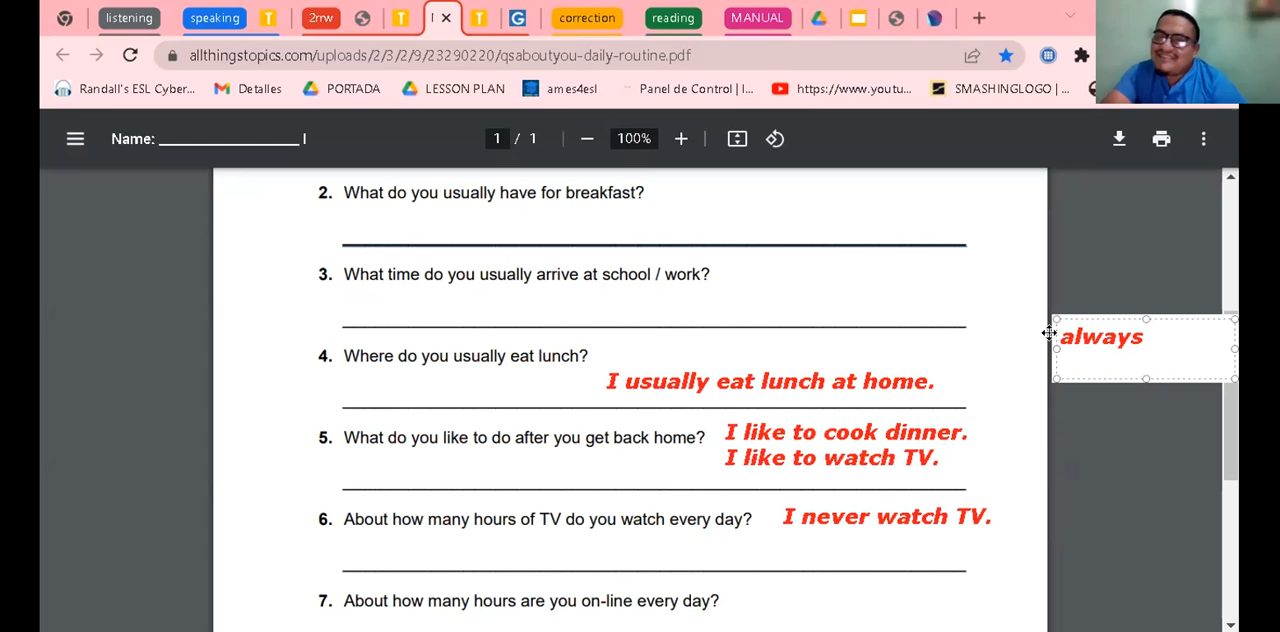 listening speaking 2rrw correction reading MANUAL
allthingstopics.com/uploads/2/3/2/9/23290220/qsaboutyou-daily-routine.pdf
Randall's ESL Cyber... Detalles PORTADA LESSON PLAN ames4esl Panel de Control | I... https://www.youtu... SMASHINGLOGO | ...
Name: ________________ 1 / 1 100%
2. What do you usually have for breakfast?
3. What time do you usually arrive at school / work?
always
4. Where do you usually eat lunch?
I usually eat lunch at home.
5. What do you like to do after you get back home? I like to cook dinner.
I like to watch TV.
6. About how many hours of TV do you watch every day? I never watch TV.
7. About how many hours are you on-line every day?